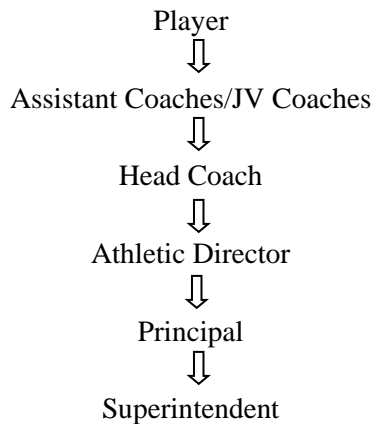 Player
Assistant Coaches/JV Coaches
Head Coach
Athletic Director
Principal
Superintendent